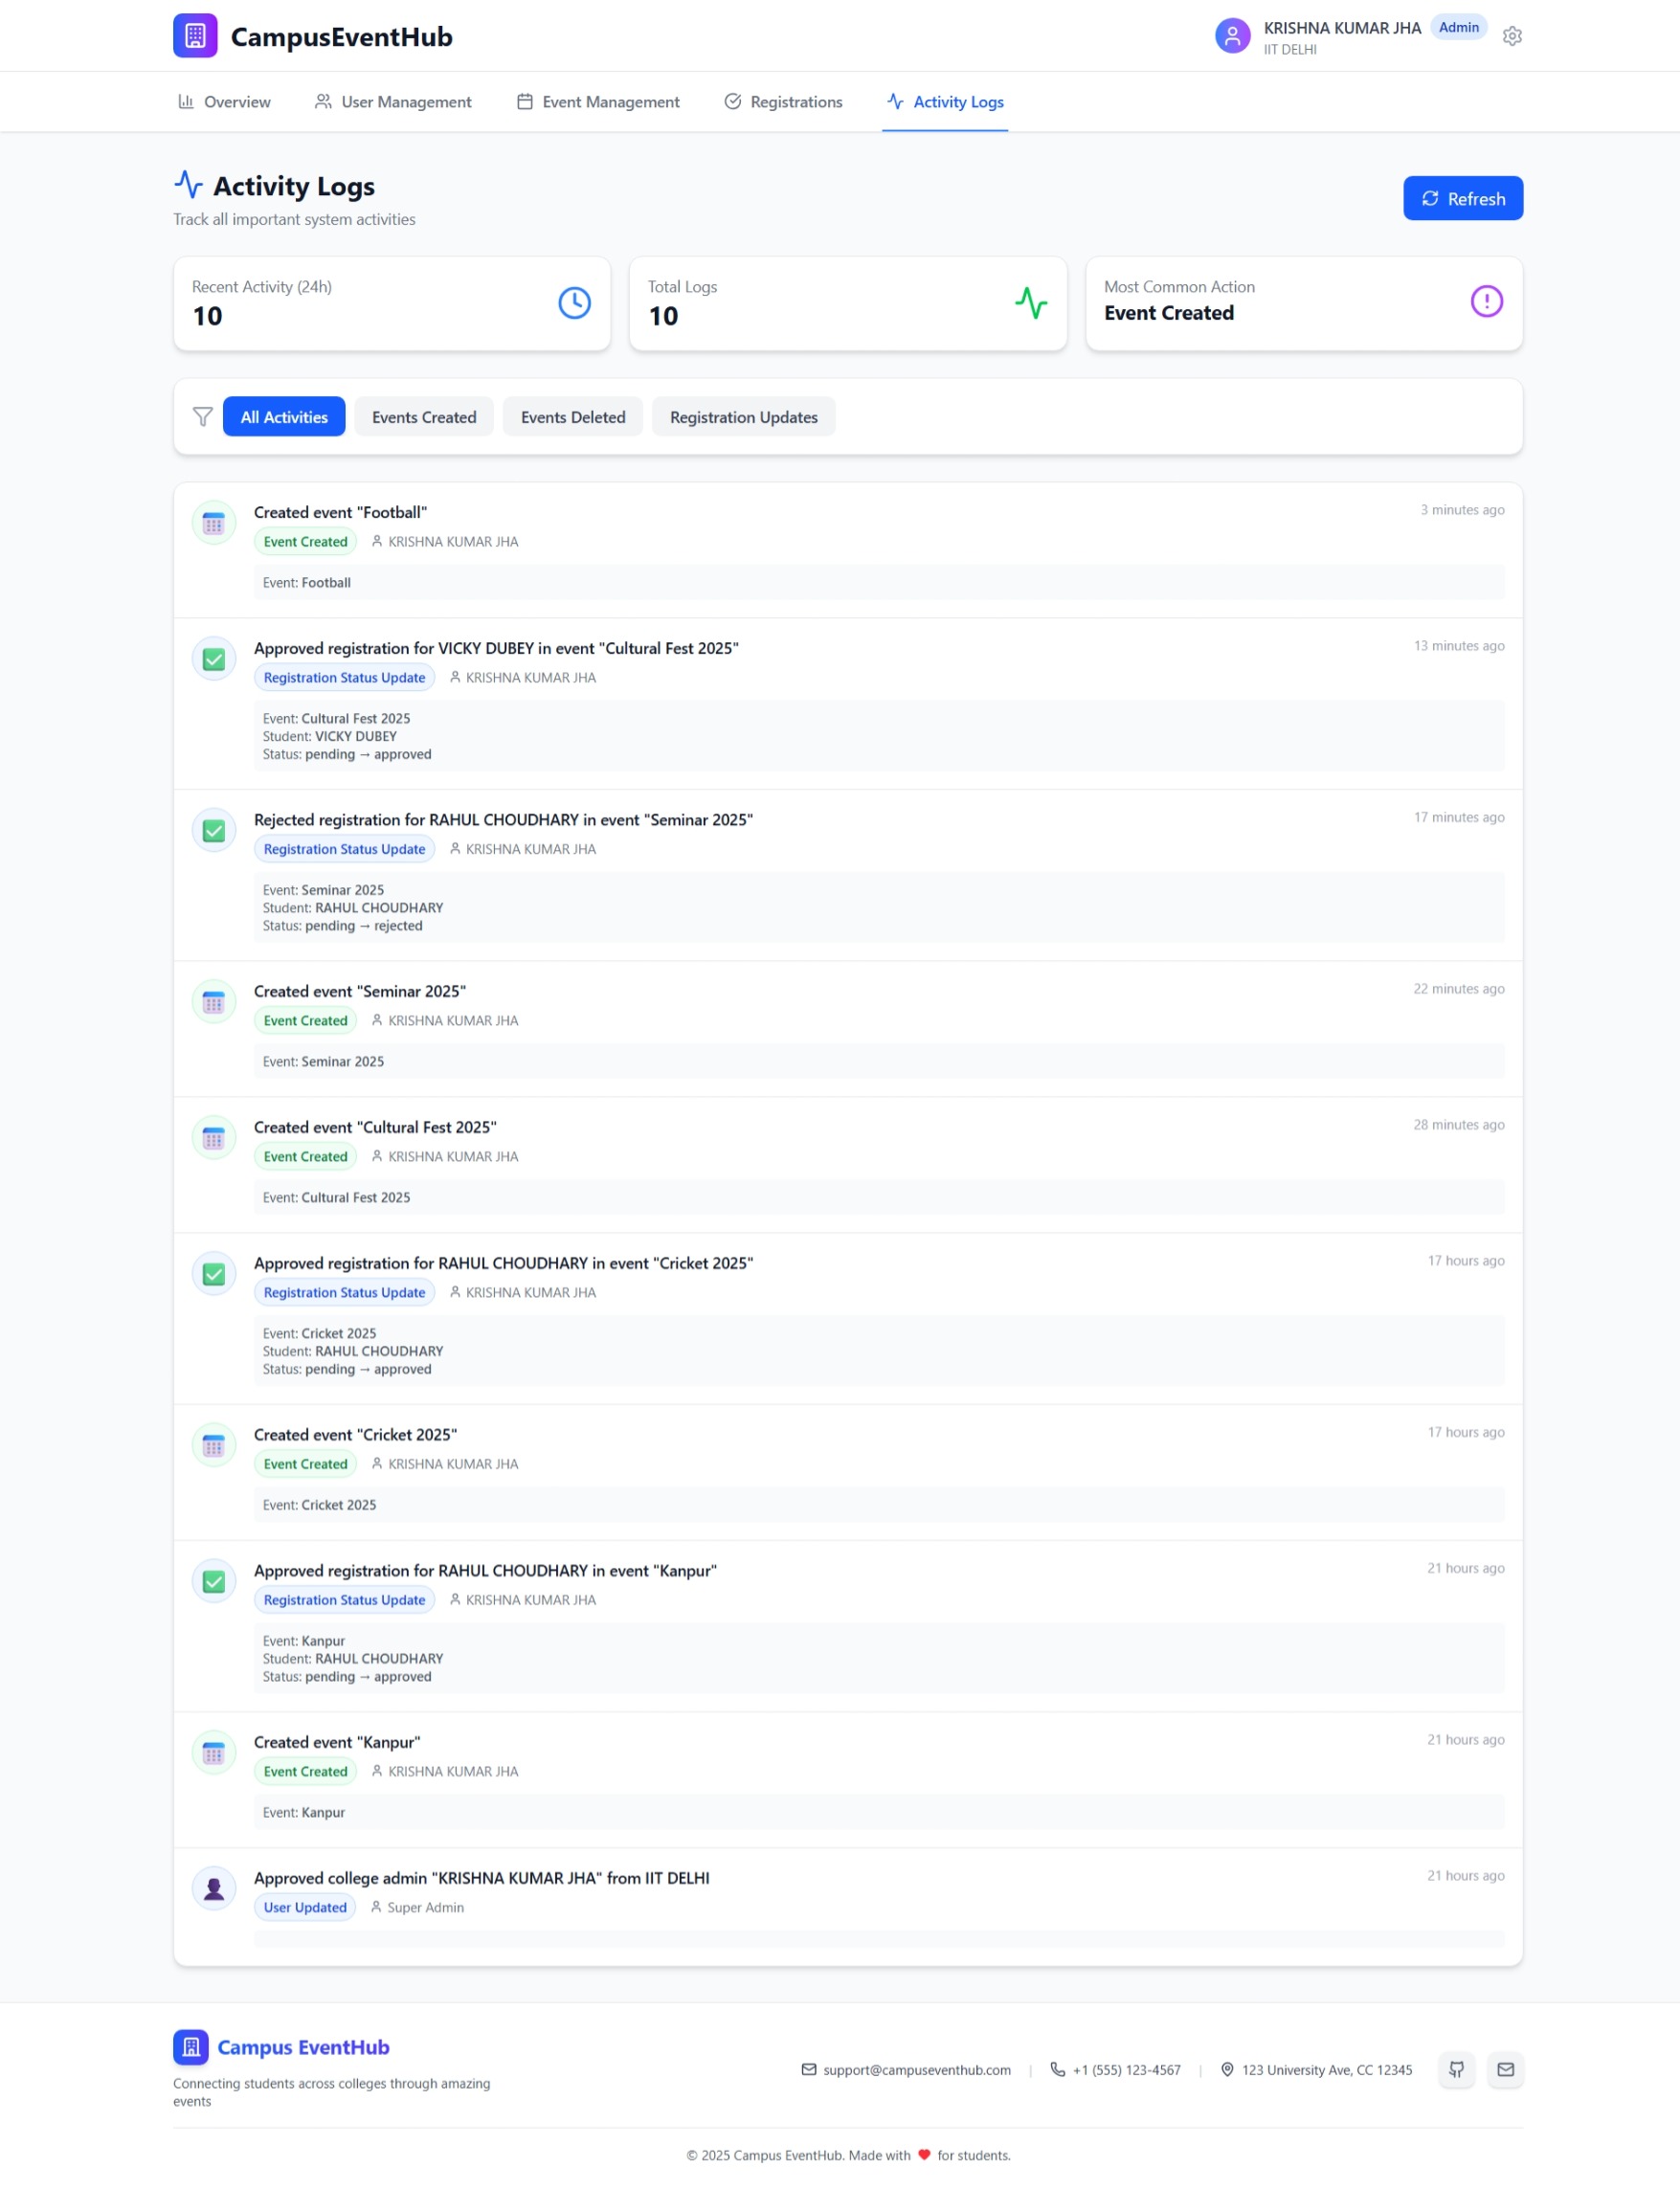 CampusEventHub
KRISHNA KUMAR JHA Admin
IIT DELHI
Overview User Management Event Management Registrations Activity Logs
Activity Logs
Track all important system activities
Refresh
Recent Activity (24h)
10
Total Logs
10
Most Common Action
Event Created
All Activities Events Created Events Deleted Registration Updates
Created event "Football" 3 minutes ago
Event Created KRISHNA KUMAR JHA
Event: Football
Approved registration for VICKY DUBEY in event "Cultural Fest 2025" 13 minutes ago
Registration Status Update KRISHNA KUMAR JHA
Event: Cultural Fest 2025
Student: VICKY DUBEY
Status: pending → approved
Rejected registration for RAHUL CHOUDHARY in event "Seminar 2025" 17 minutes ago
Registration Status Update KRISHNA KUMAR JHA
Event: Seminar 2025
Student: RAHUL CHOUDHARY
Status: pending → rejected
Created event "Seminar 2025" 22 minutes ago
Event Created KRISHNA KUMAR JHA
Event: Seminar 2025
Created event "Cultural Fest 2025" 28 minutes ago
Event Created KRISHNA KUMAR JHA
Event: Cultural Fest 2025
Approved registration for RAHUL CHOUDHARY in event "Cricket 2025" 17 hours ago
Registration Status Update KRISHNA KUMAR JHA
Event: Cricket 2025
Student: RAHUL CHOUDHARY
Status: pending → approved
Created event "Cricket 2025" 17 hours ago
Event Created KRISHNA KUMAR JHA
Event: Cricket 2025
Approved registration for RAHUL CHOUDHARY in event "Kanpur" 21 hours ago
Registration Status Update KRISHNA KUMAR JHA
Event: Kanpur
Student: RAHUL CHOUDHARY
Status: pending → approved
Created event "Kanpur" 21 hours ago
Event Created KRISHNA KUMAR JHA
Event: Kanpur
Approved college admin "KRISHNA KUMAR JHA" from IIT DELHI 21 hours ago
User Updated Super Admin
Campus EventHub
Connecting students across colleges through amazing
events
support@campuseventhub.com | +1 (555) 123-4567 | 123 University Ave, CC 12345
© 2025 Campus EventHub. Made with ❤ for students.